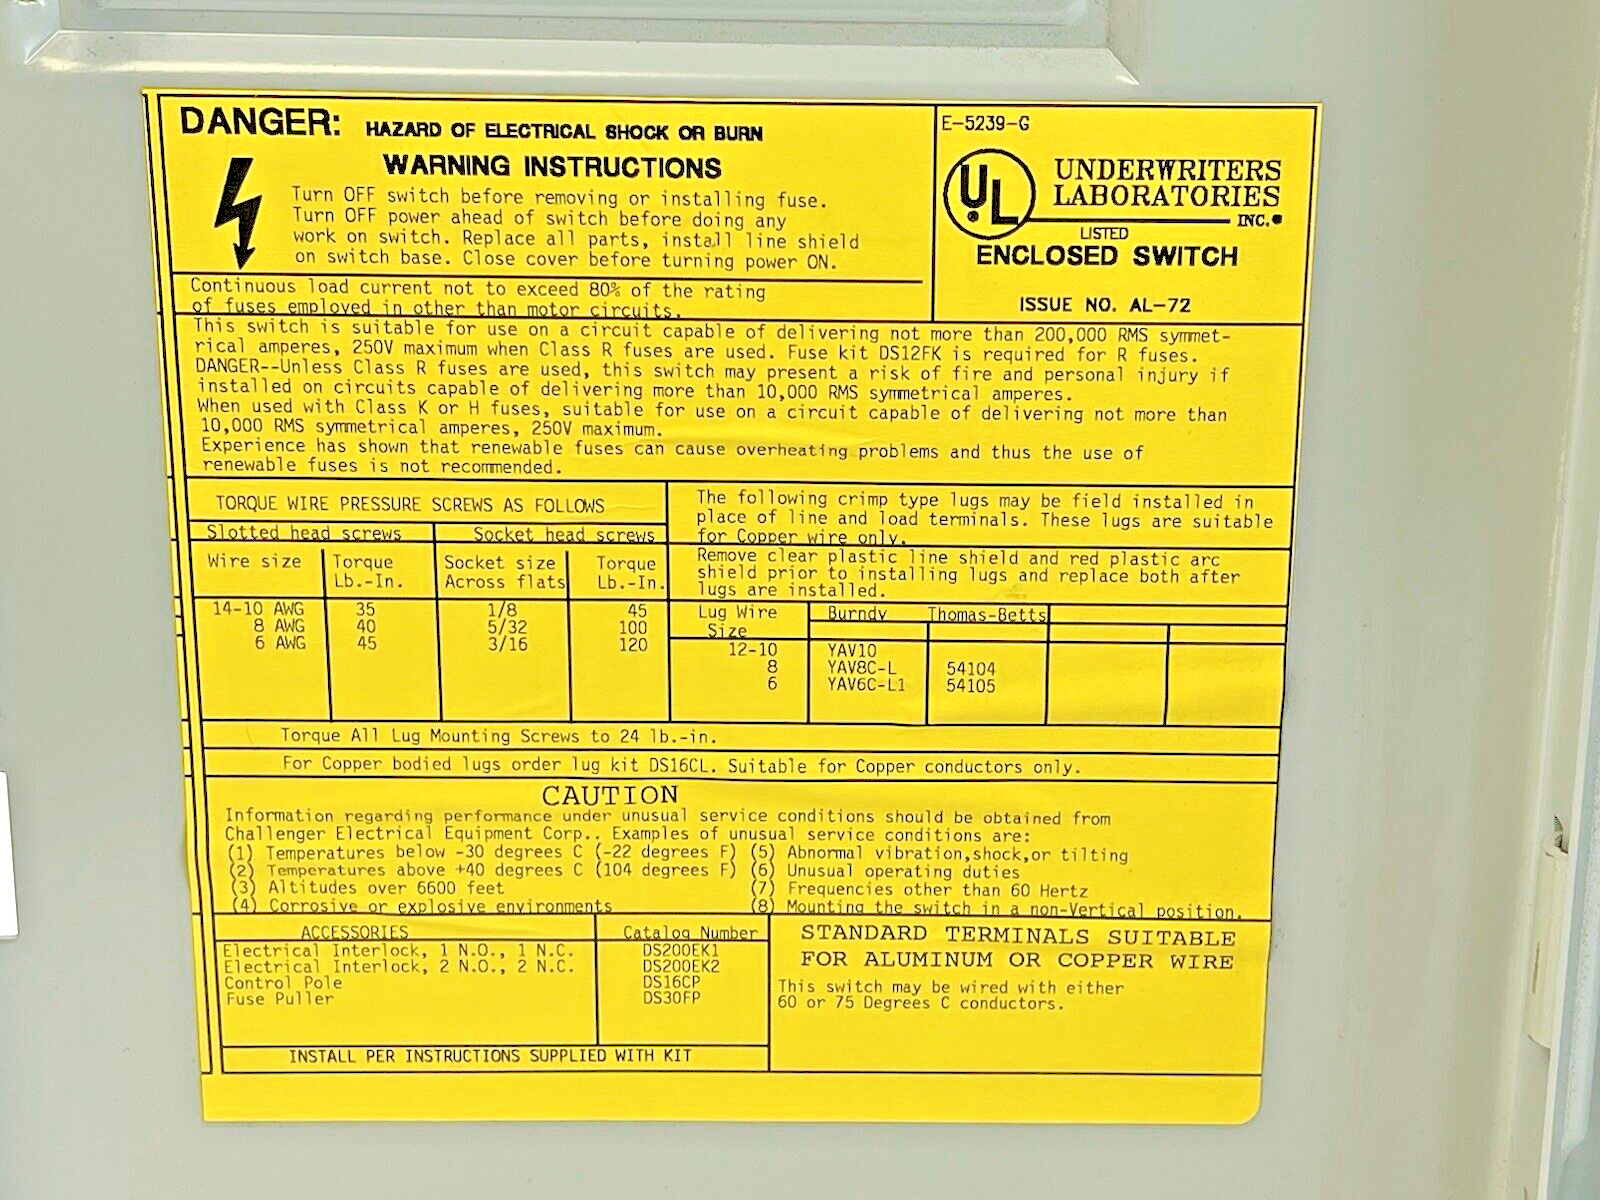 DANGER: HAZARD OF ELECTRICAL SHOCK OR BURN
WARNING INSTRUCTIONS
Turn OFF switch before removing or installing fuse.
Turn OFF power ahead of switch before doing any
work on switch. Replace all parts, install line shield
on switch base. Close cover before turning power ON.
E-5239-G
UL
®
UNDERWRITERS
LABORATORIES
INC.®
LISTED
ENCLOSED SWITCH
ISSUE NO. AL-72
Continuous load current not to exceed 80% of the rating
of fuses employed in other than motor circuits.
This switch is suitable for use on a circuit capable of delivering not more than 200,000 RMS symmet-
rical amperes, 250V maximum when Class R fuses are used. Fuse kit DS12FK is required for R fuses.
DANGER--Unless Class R fuses are used, this switch may present a risk of fire and personal injury if
installed on circuits capable of delivering more than 10,000 RMS symmetrical amperes.
When used with Class K or H fuses, suitable for use on a circuit capable of delivering not more than
10,000 RMS symmetrical amperes, 250V maximum.
Experience has shown that renewable fuses can cause overheating problems and thus the use of
renewable fuses is not recommended.
TORQUE WIRE PRESSURE SCREWS AS FOLLOWS
Slotted head screws Socket head screws
Wire size Torque Socket size Torque
Lb.-In. Across flats Lb.-In.
14-10 AWG 35 1/8 45
8 AWG 40 5/32 100
6 AWG 45 3/16 120
The following crimp type lugs may be field installed in
place of line and load terminals. These lugs are suitable
for Copper wire only.
Remove clear plastic line shield and red plastic arc
shield prior to installing lugs and replace both after
lugs are installed.
Lug Wire Burndy Thomas-Betts
Size
12-10 YAV10
8 YAV8C-L 54104
6 YAV6C-L1 54105
Torque All Lug Mounting Screws to 24 lb.-in.
For Copper bodied lugs order lug kit DS16CL. Suitable for Copper conductors only.
CAUTION
Information regarding performance under unusual service conditions should be obtained from
Challenger Electrical Equipment Corp.. Examples of unusual service conditions are:
(1) Temperatures below -30 degrees C (-22 degrees F) (5) Abnormal vibration,shock,or tilting
(2) Temperatures above +40 degrees C (104 degrees F) (6) Unusual operating duties
(3) Altitudes over 6600 feet (7) Frequencies other than 60 Hertz
(4) Corrosive or explosive environments (8) Mounting the switch in a non-Vertical position.
ACCESSORIES Catalog Number
Electrical Interlock, 1 N.O., 1 N.C. DS200EK1
Electrical Interlock, 2 N.O., 2 N.C. DS200EK2
Control Pole DS16CP
Fuse Puller DS30FP
INSTALL PER INSTRUCTIONS SUPPLIED WITH KIT
STANDARD TERMINALS SUITABLE
FOR ALUMINUM OR COPPER WIRE
This switch may be wired with either
60 or 75 Degrees C conductors.